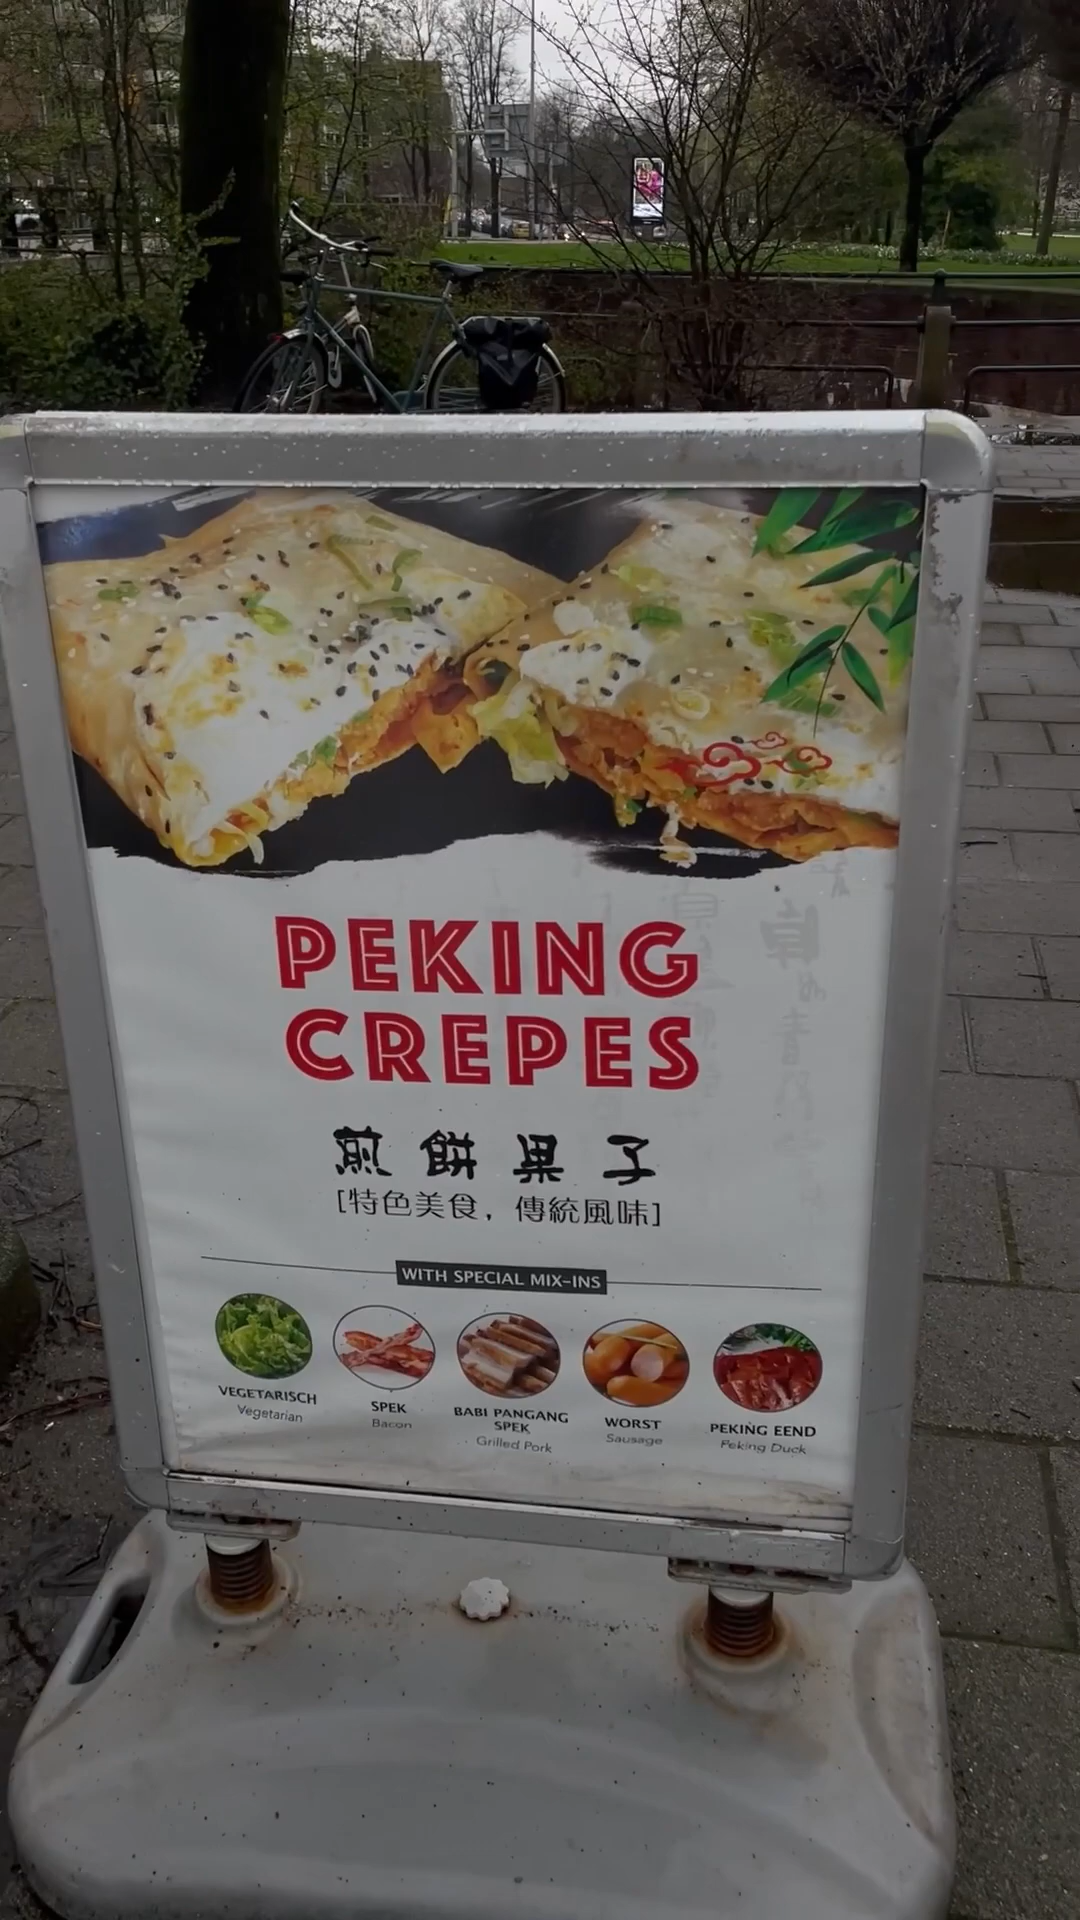 PEKING
CREPES
煎餅果子
[特色美食，傳統風味]
WITH SPECIAL MIX-INS
VEGETARISCH
Vegetarian
SPEK
Bacon
BABI PANGANG
SPEK
Grilled Pork
WORST
Sausage
PEKING EEND
Peking Duck